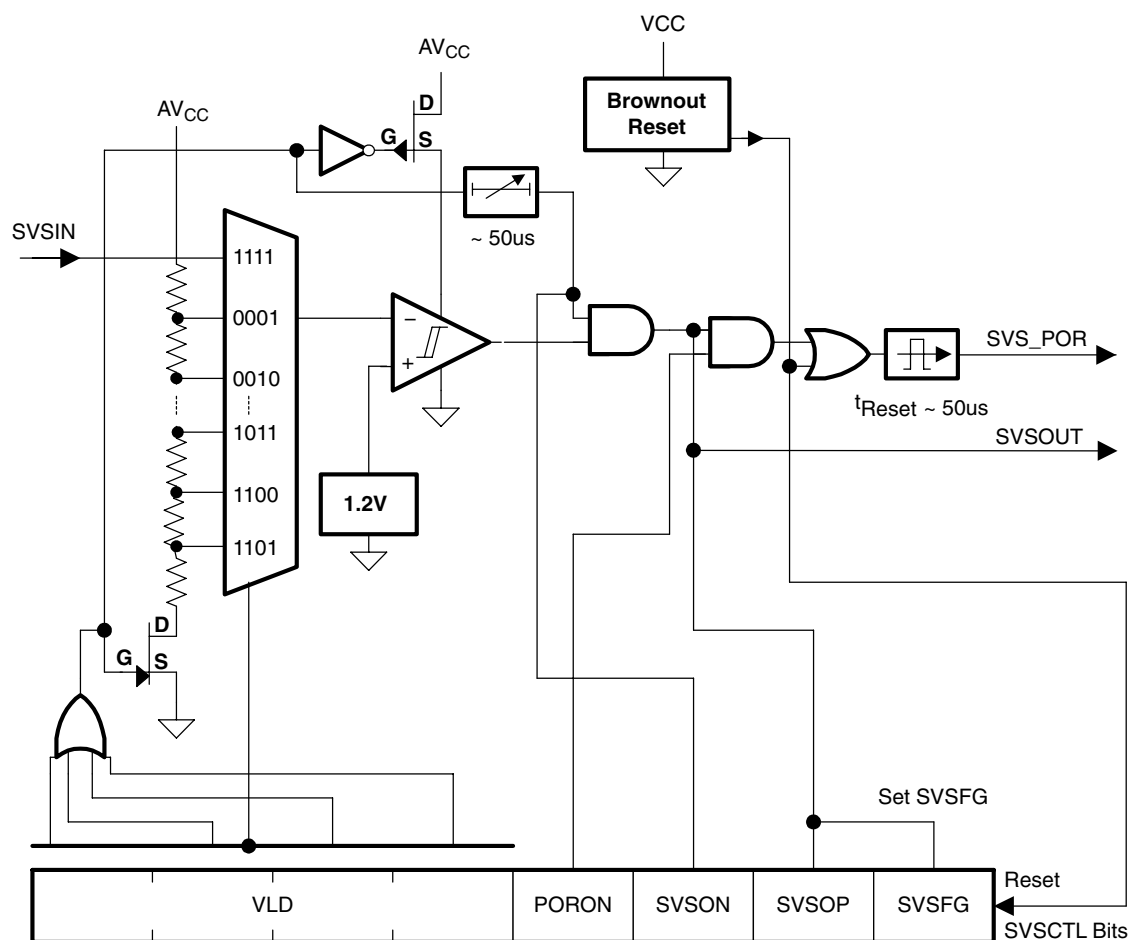 VCC
AVCC
Brownout
Reset
AVCC
D
G S
~ 50us
SVSIN
1111
0001
0010
1011
1100
1101
−
+
1.2V
SVS_POR
tReset ~ 50us
SVSOUT
D
G S
Set SVSFG
VLD PORON SVSON SVSOP SVSFG
Reset
SVSCTL Bits